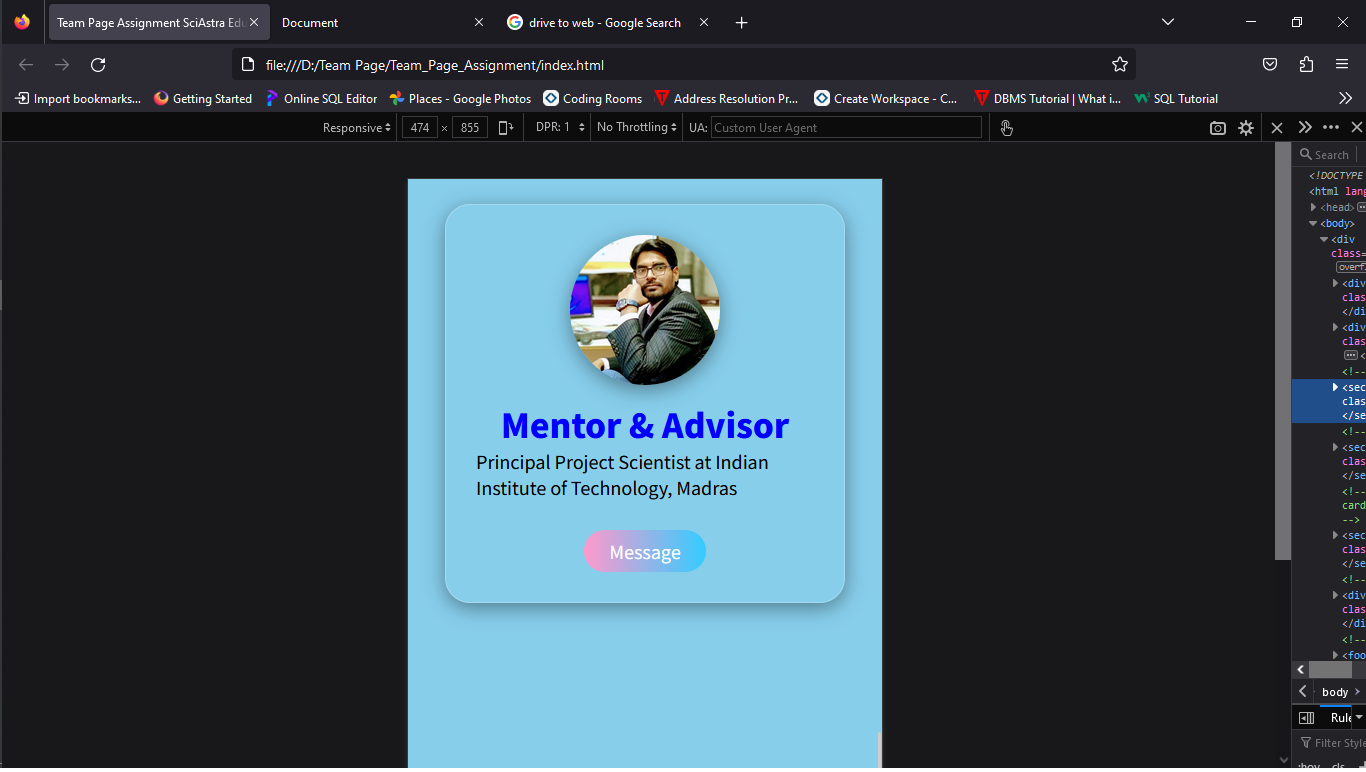 Team Page Assignment SciAstra Edu
Document
drive to web - Google Search
file:///D:/Team Page/Team_Page_Assignment/index.html
Import bookmarks...
Getting Started
Online SQL Editor
Places - Google Photos
Coding Rooms
Address Resolution Pr...
Create Workspace - C...
DBMS Tutorial | What i...
SQL Tutorial
Responsive
474 × 855
DPR: 1
No Throttling
UA: Custom User Agent
Search
<!DOCTYPE
<html lang
<head>
<body>
<div
class=
overf
<div
clas
</di
<div
clas
<
<!--
<sec
clas
</se
<!--
<sec
clas
</se
<!--
card
-->
<sec
clas
</se
<!--
<div
clas
</di
<!--
<foo
body
Rule
Filter Style
:hov .cls
Mentor & Advisor
Principal Project Scientist at Indian
Institute of Technology, Madras
Message